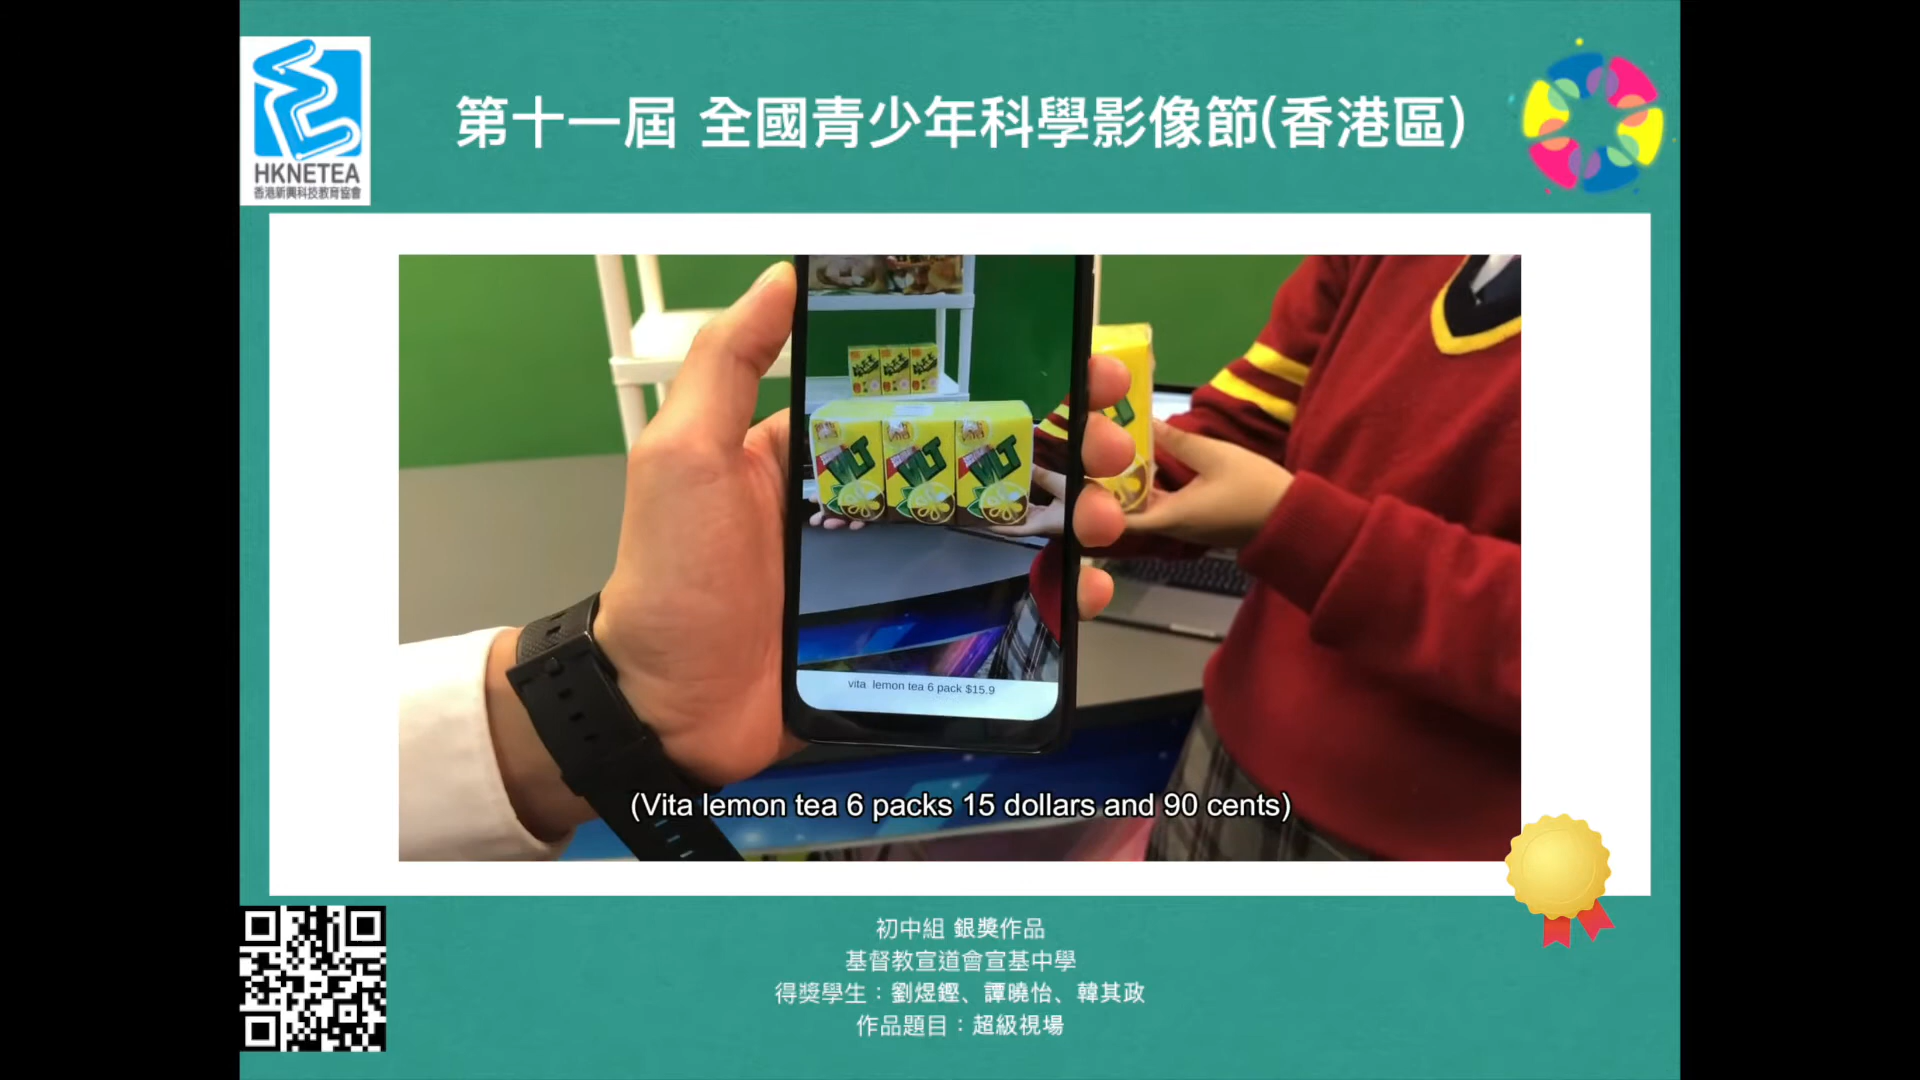 HKNETEA
香港新興科技教育協會
第十一屆 全國青少年科學影像節(香港區)
VLT VLT VLT
vita lemon tea 6 pack $15.9
(Vita lemon tea 6 packs 15 dollars and 90 cents)
初中組 銀獎作品
基督教宣道會宣基中學
得獎學生：劉煜鏗、譚曉怡、韓其政
作品題目：超級視場